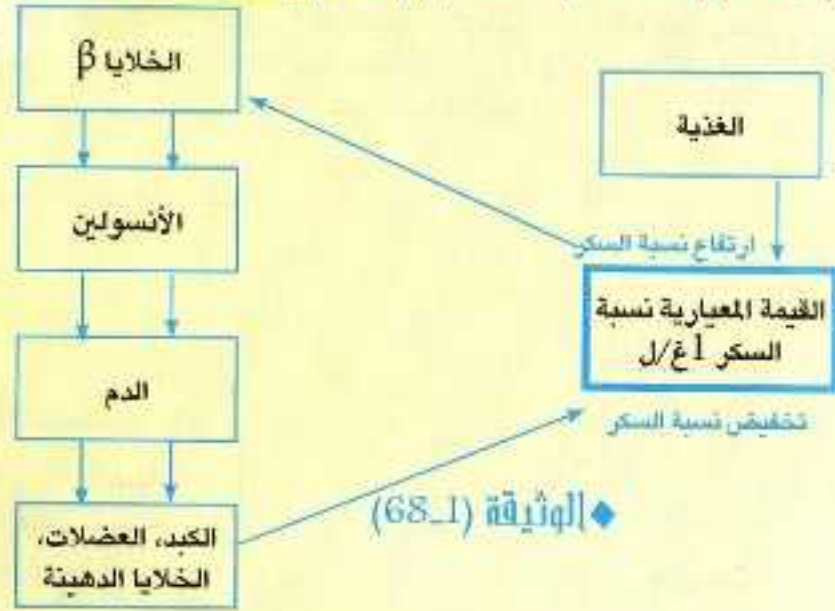 الخلايا β
الغذية
الأنسولين
ارتفاع نسبة السكر
القيمة المعيارية نسبة
السكر 1غ/ل
الدم
تخفيض نسبة السكر
◆الوثيقة (1_68)
الكبد، العضلات،
الخلايا الدهينة